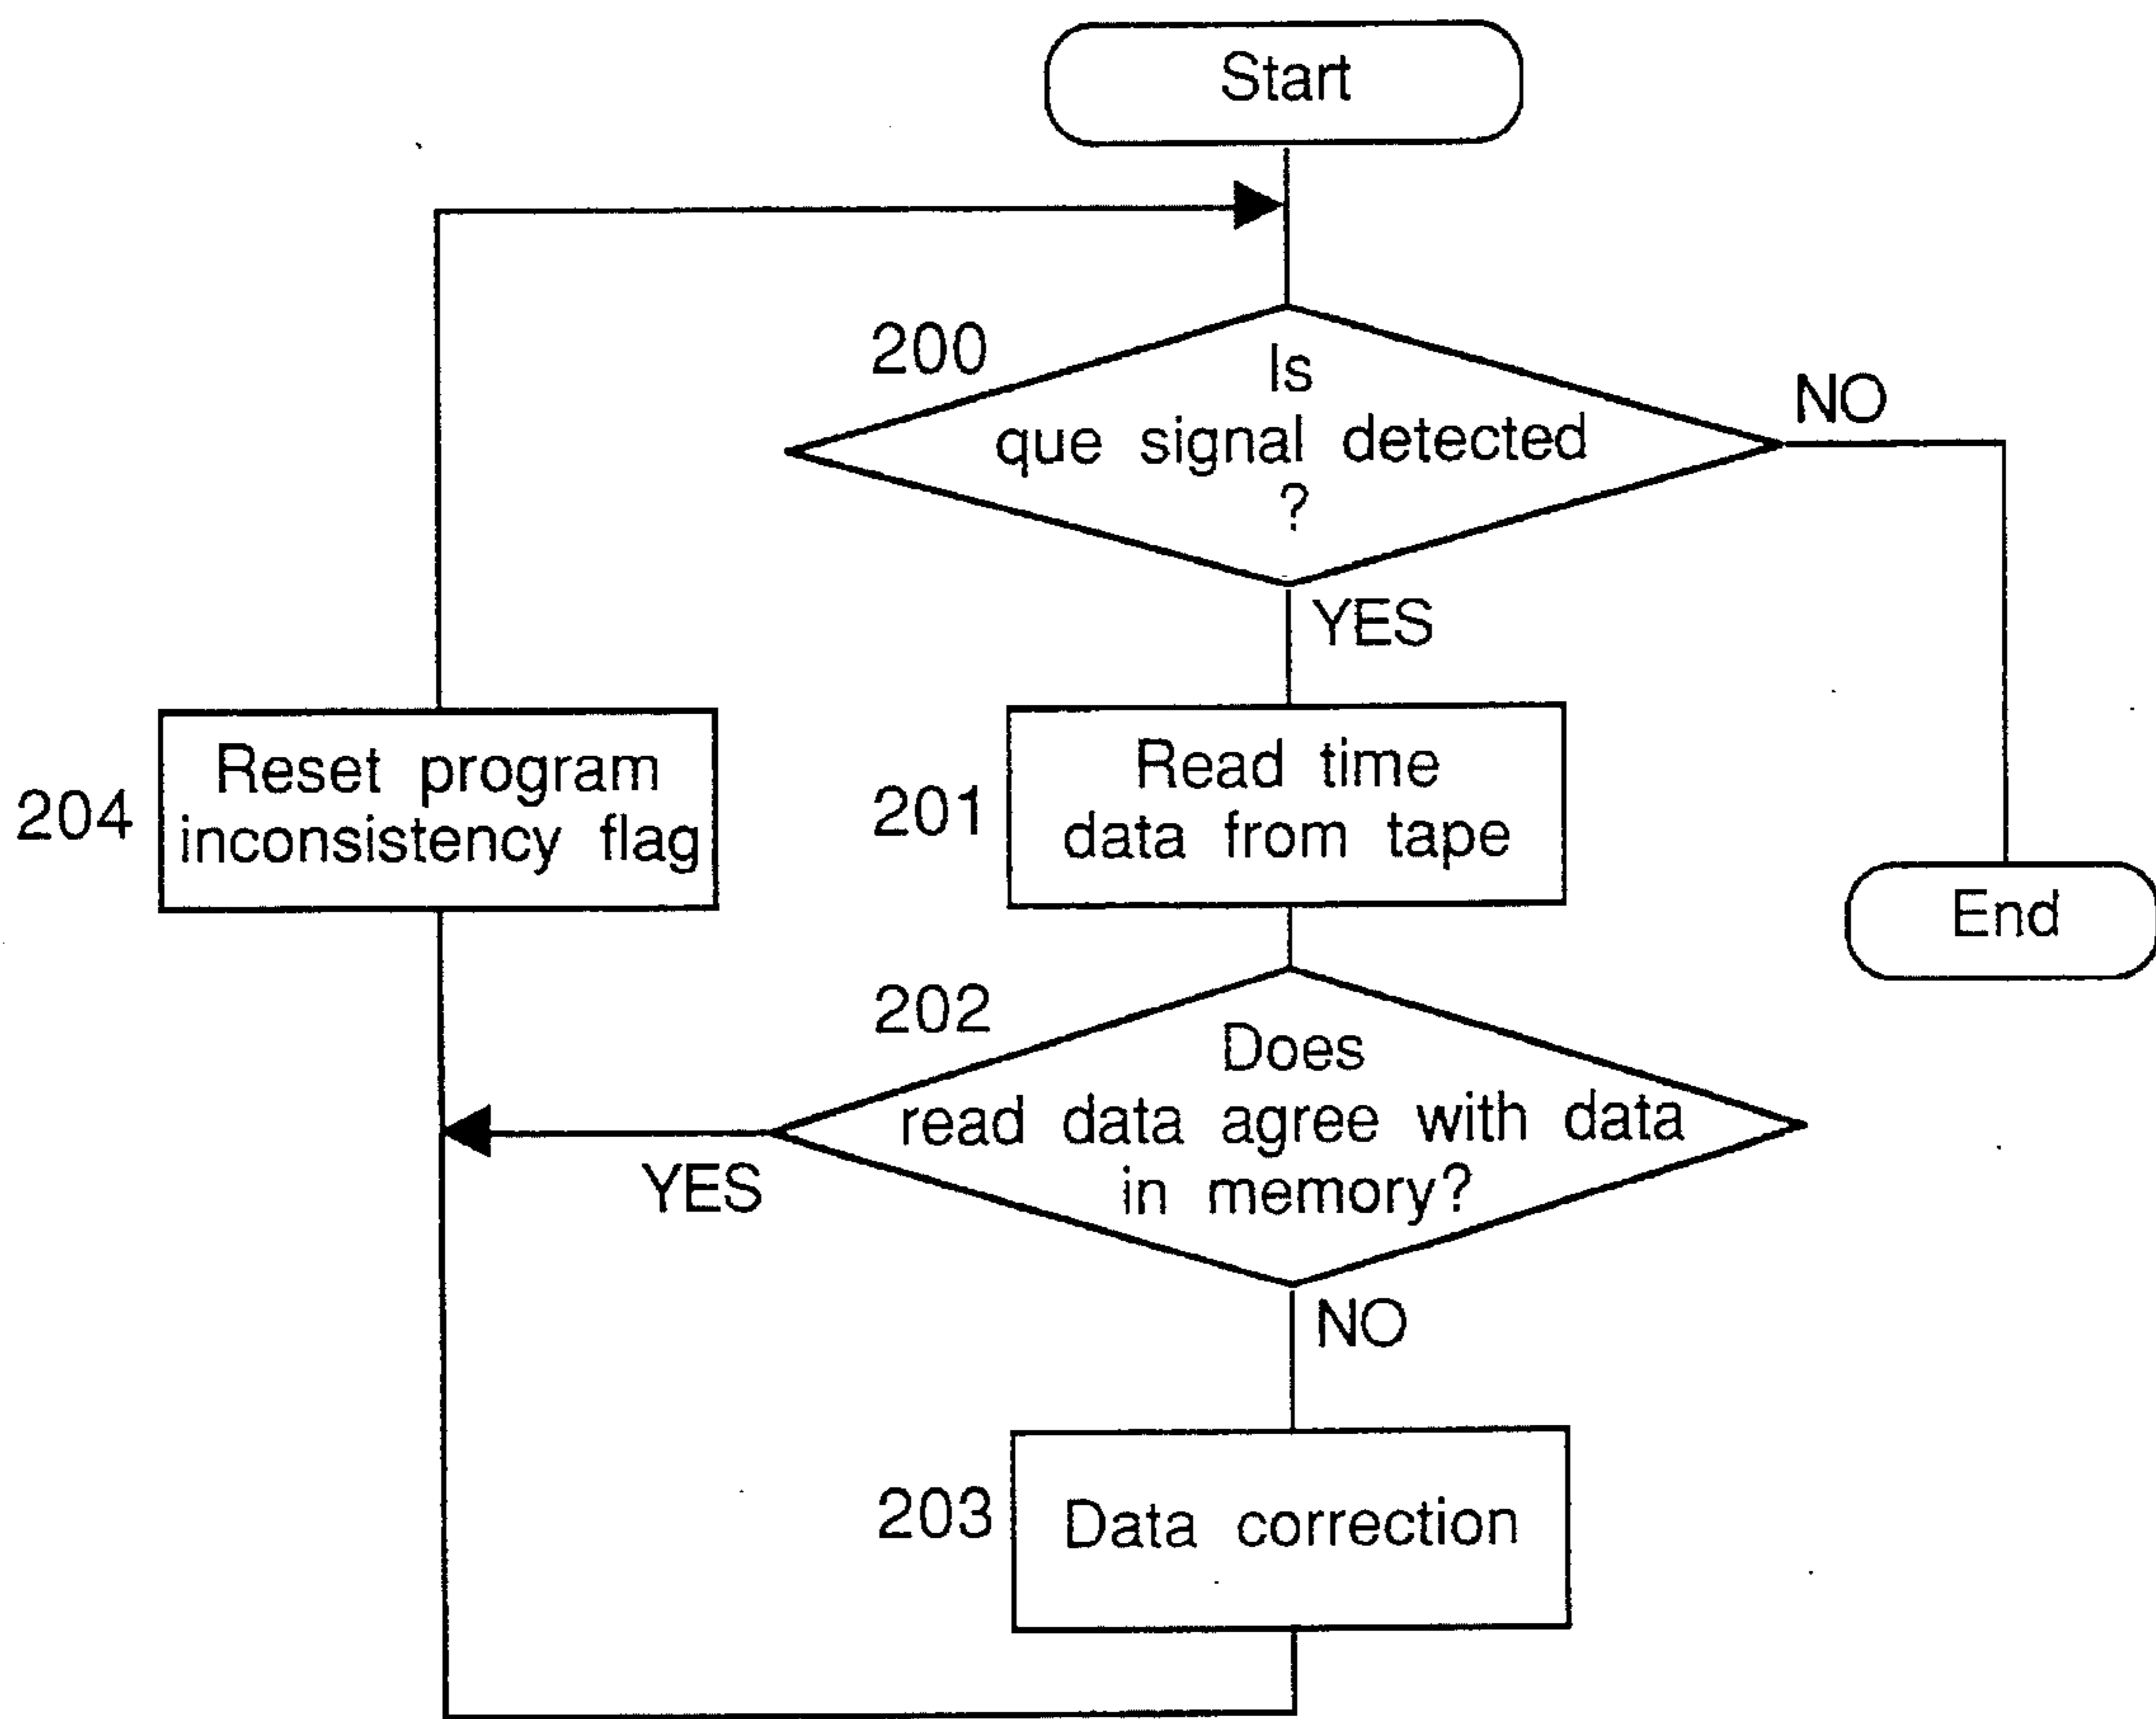 Start
200
Is
que signal detected
?
NO
YES
204
Reset program
inconsistency flag
201
Read time
data from tape
End
202
Does
read data agree with data
in memory?
YES
NO
203
Data correction